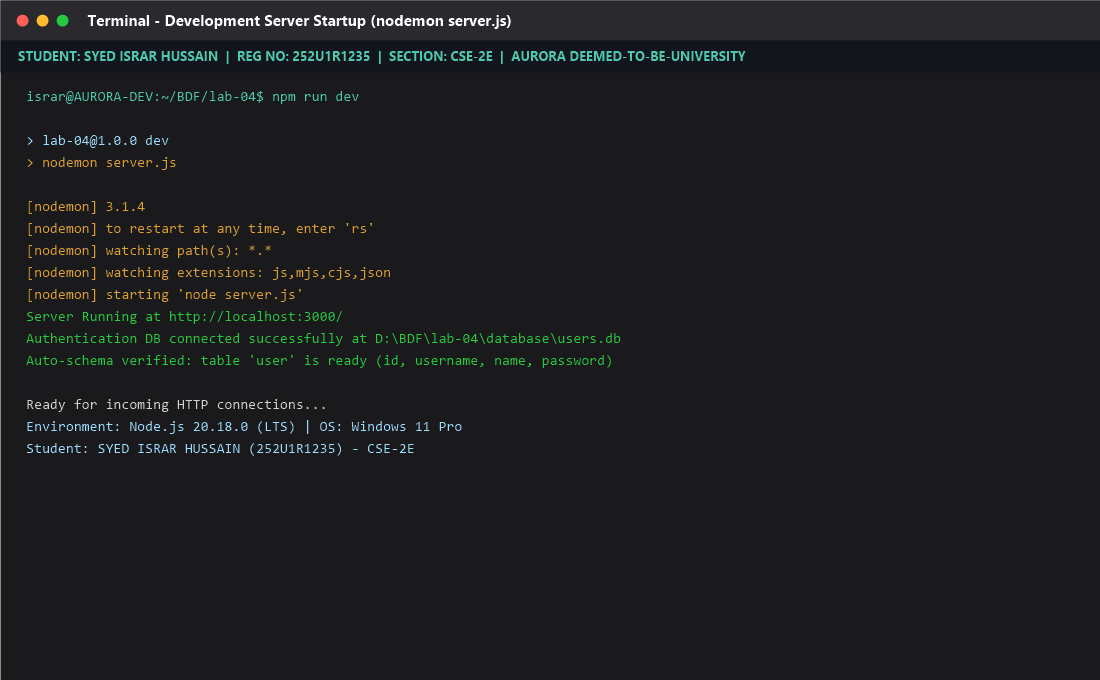 Terminal - Development Server Startup (nodemon server.js)
STUDENT: SYED ISRAR HUSSAIN | REG NO: 252U1R1235 | SECTION: CSE-2E | AURORA DEEMED-TO-BE-UNIVERSITY
israr@AURORA-DEV:~/BDF/lab-04$ npm run dev
> lab-04@1.0.0 dev
> nodemon server.js
[nodemon] 3.1.4
[nodemon] to restart at any time, enter 'rs'
[nodemon] watching path(s): *.*
[nodemon] watching extensions: js,mjs,cjs,json
[nodemon] starting 'node server.js'
Server Running at http://localhost:3000/
Authentication DB connected successfully at D:\BDF\lab-04\database\users.db
Auto-schema verified: table 'user' is ready (id, username, name, password)
Ready for incoming HTTP connections...
Environment: Node.js 20.18.0 (LTS) | OS: Windows 11 Pro
Student: SYED ISRAR HUSSAIN (252U1R1235) - CSE-2E